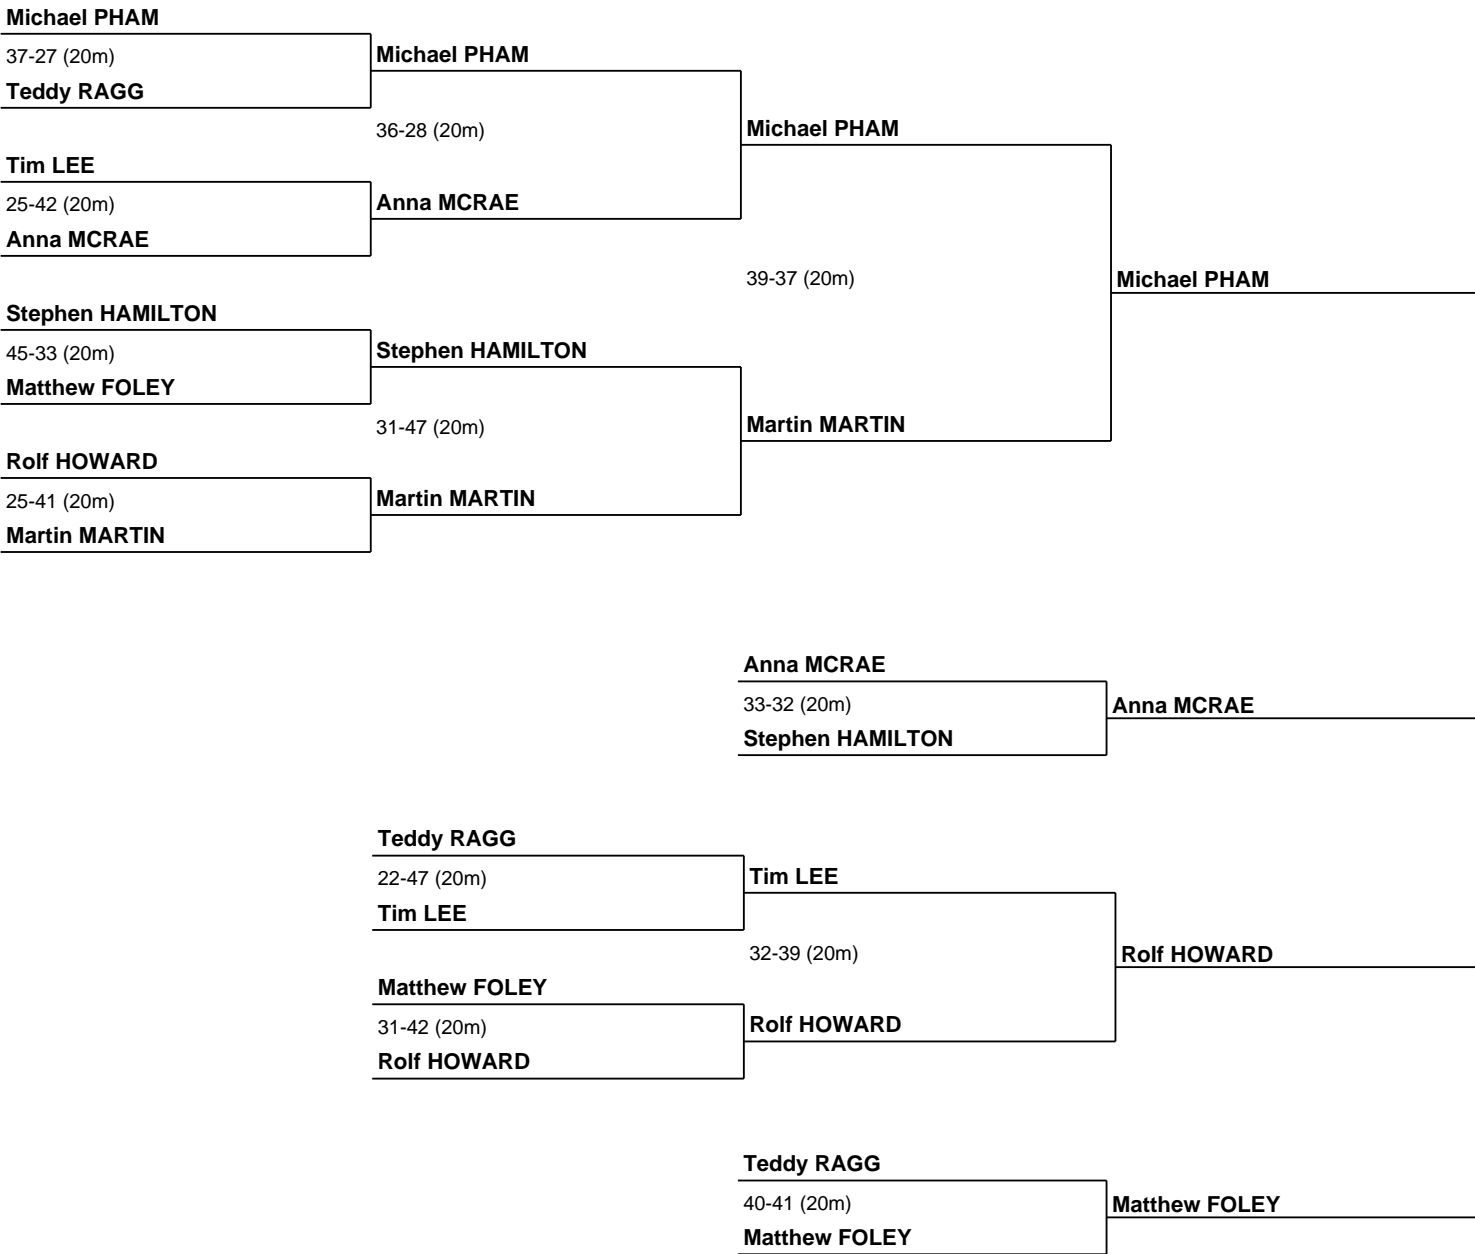 Michael PHAM
37-27 (20m)
Michael PHAM
Teddy RAGG
36-28 (20m)
Michael PHAM
Tim LEE
25-42 (20m)
Anna MCRAE
Anna MCRAE
39-37 (20m)
Michael PHAM
Stephen HAMILTON
45-33 (20m)
Stephen HAMILTON
Matthew FOLEY
31-47 (20m)
Martin MARTIN
Rolf HOWARD
25-41 (20m)
Martin MARTIN
Martin MARTIN
Anna MCRAE
33-32 (20m)
Anna MCRAE
Stephen HAMILTON
Teddy RAGG
22-47 (20m)
Tim LEE
Tim LEE
32-39 (20m)
Rolf HOWARD
Matthew FOLEY
31-42 (20m)
Rolf HOWARD
Rolf HOWARD
Teddy RAGG
40-41 (20m)
Matthew FOLEY
Matthew FOLEY